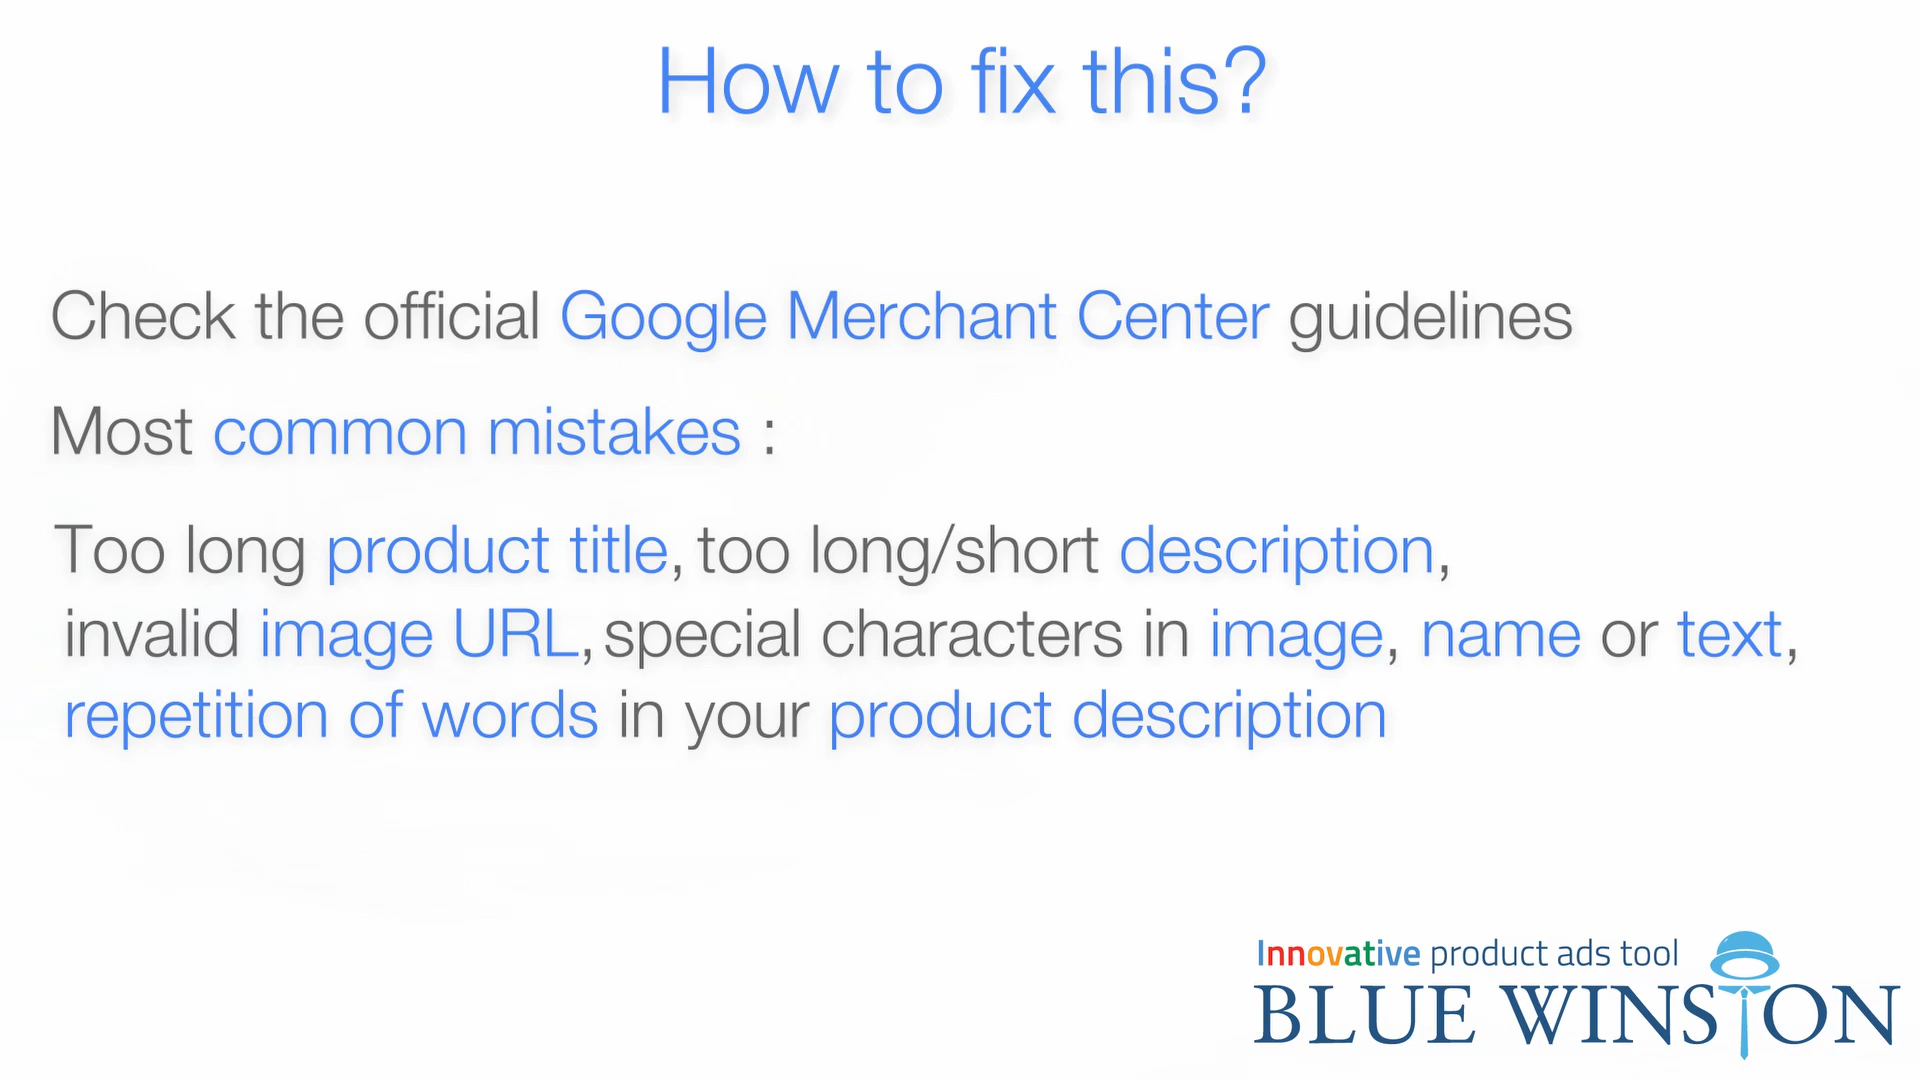 How to fix this?
Check the official Google Merchant Center guidelines
Most common mistakes :
Too long product title, too long/short description,
invalid image URL, special characters in image, name or text,
repetition of words in your product description
Innovative product ads tool
BLUE WINSTON